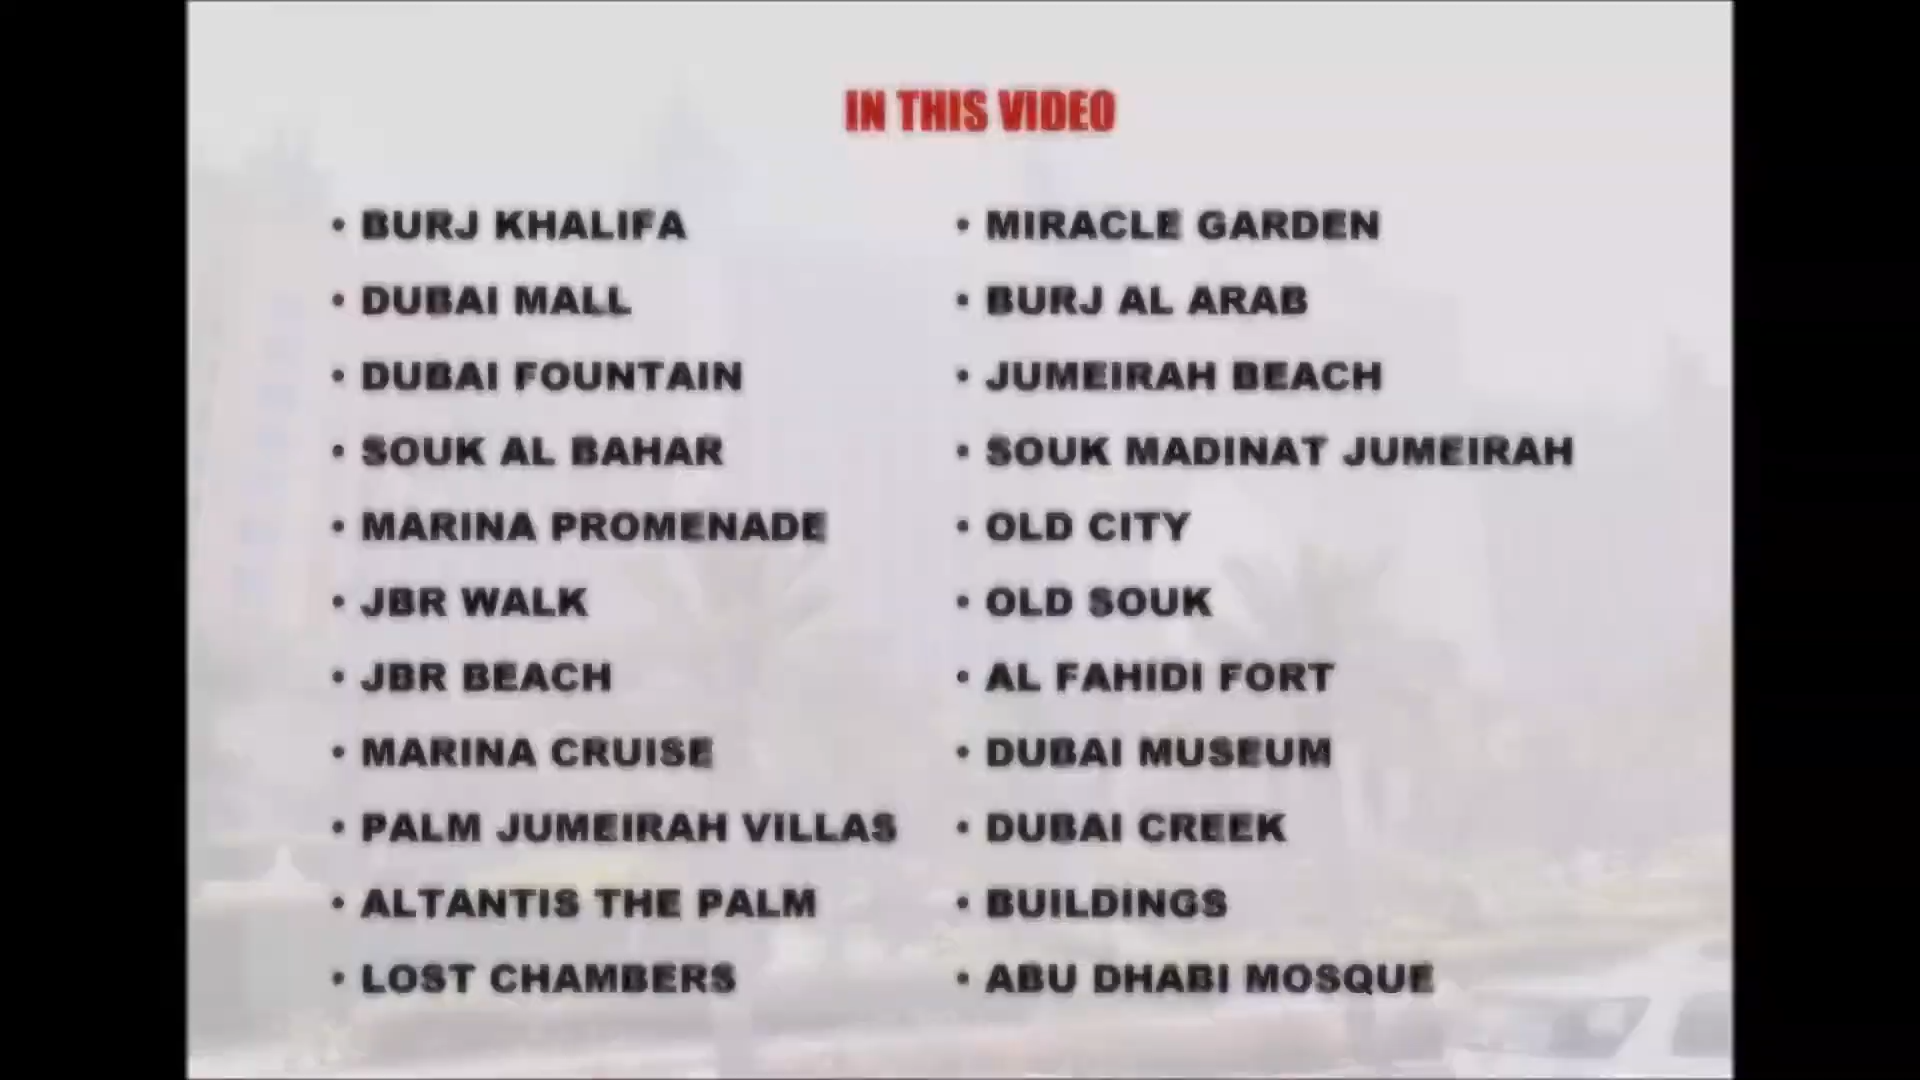 IN THIS VIDEO
• BURJ KHALIFA
• DUBAI MALL
• DUBAI FOUNTAIN
• SOUK AL BAHAR
• MARINA PROMENADE
• JBR WALK
• JBR BEACH
• MARINA CRUISE
• PALM JUMEIRAH VILLAS
• ALTANTIS THE PALM
• LOST CHAMBERS
• MIRACLE GARDEN
• BURJ AL ARAB
• JUMEIRAH BEACH
• SOUK MADINAT JUMEIRAH
• OLD CITY
• OLD SOUK
• AL FAHIDI FORT
• DUBAI MUSEUM
• DUBAI CREEK
• BUILDINGS
• ABU DHABI MOSQUE